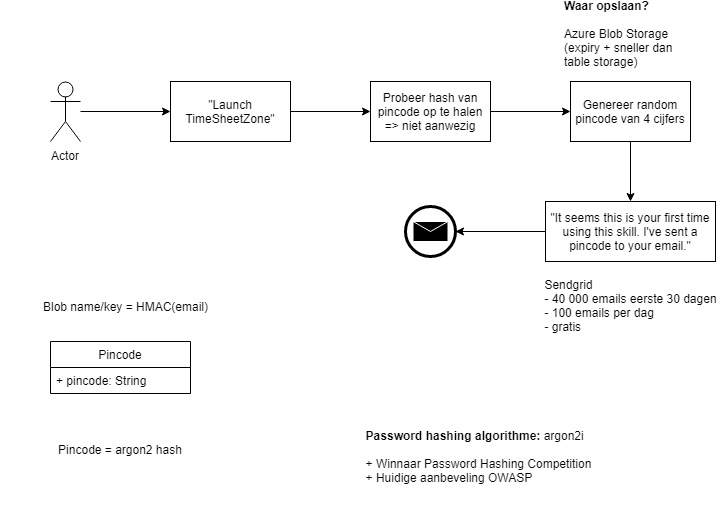 Waar opslaan?
Azure Blob Storage
(expiry + sneller dan
table storage)
Actor
"Launch
TimeSheetZone"
Probeer hash van
pincode op te halen
=> niet aanwezig
Genereer random
pincode van 4 cijfers
"It seems this is your first time
using this skill. I've sent a
pincode to your email."
Sendgrid
- 40 000 emails eerste 30 dagen
- 100 emails per dag
- gratis
Blob name/key = HMAC(email)
Pincode
+ pincode: String
Pincode = argon2 hash
Password hashing algorithme: argon2i
+ Winnaar Password Hashing Competition
+ Huidige aanbeveling OWASP